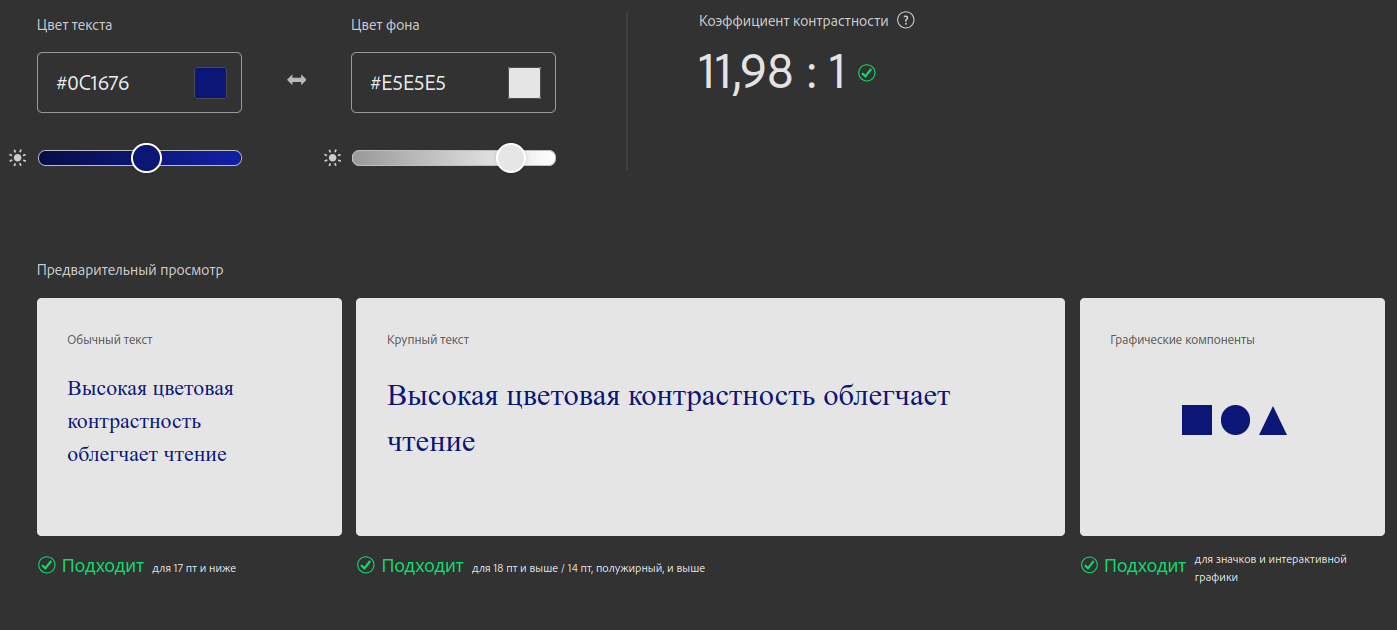 Цвет текста
Цвет фона
Коэффициент контрастности ?
#0C1676
#E5E5E5
11,98 : 1
Предварительный просмотр
Обычный текст
Высокая цветовая
контрастность
облегчает чтение
Крупный текст
Высокая цветовая контрастность облегчает
чтение
Графические компоненты
Подходит для 17 пт и ниже
Подходит для 18 пт и выше / 14 пт, полужирный, и выше
Подходит для значков и интерактивной
графики